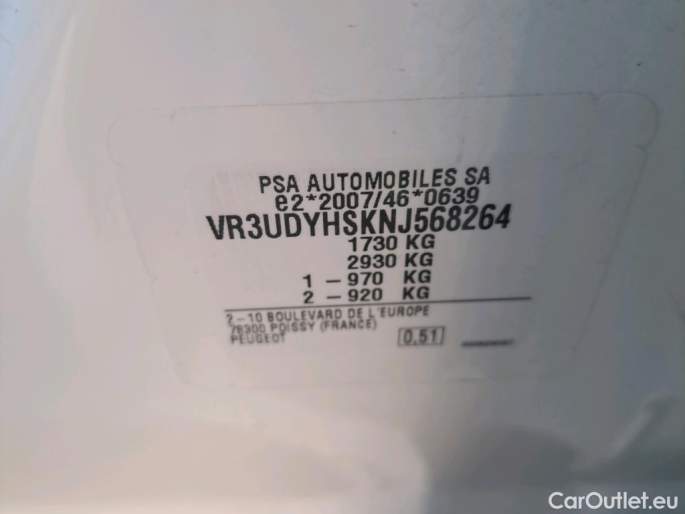 PSA AUTOMOBILES SA
e2*2007/46*0639
VR3UDYHSKNJ568264
1730 KG
2930 KG
1 - 970 KG
2 - 920 KG
2-10 BOULEVARD DE L'EUROPE
78300 POISSY (FRANCE)
PEUGEOT
0.51
CarOutlet.eu